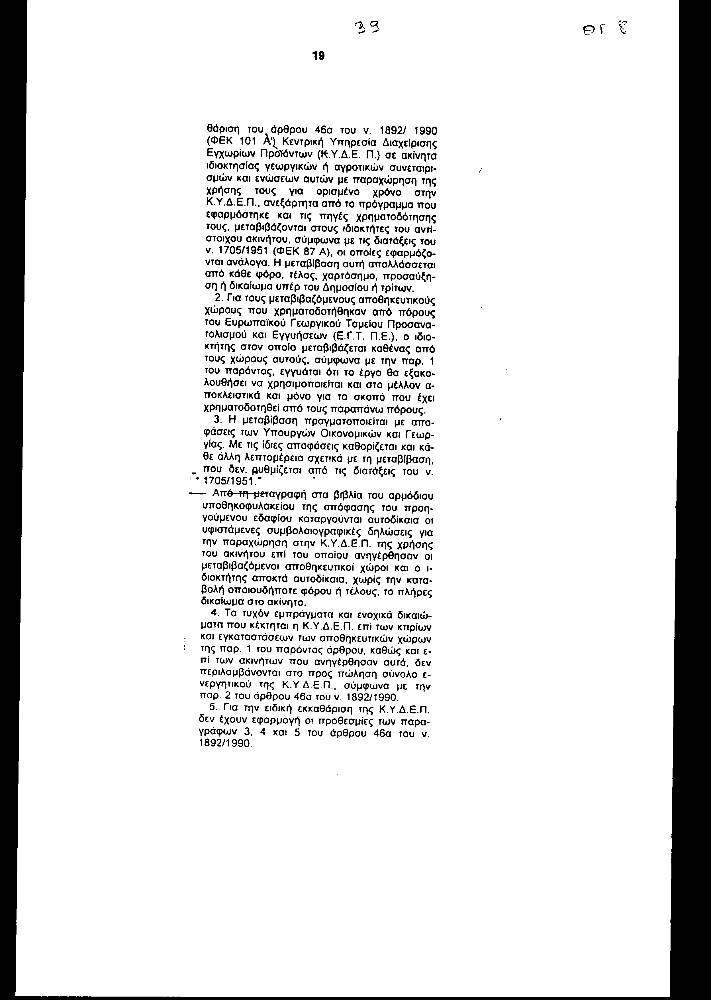 39
19
θάριση του άρθρου 46α του ν. 1892/ 1990
(ΦΕΚ 101 Α') Κεντρική Υπηρεσία Διαχείρισης
Εγχωρίων Προϊόντων (Κ.Υ.Δ.Ε. Π.) σε ακίνητα
ιδιοκτησίας γεωργικών ή αγροτικών συνεταιρι-
σμών και ενώσεων αυτών με παραχώρηση της
χρήσης τους για ορισμένο χρόνο στην
Κ.Υ.Δ.Ε.Π., ανεξάρτητα από το πρόγραμμα που
εφαρμόστηκε και τις πηγές χρηματοδότησης
τους, μεταβιβάζονται στους ιδιοκτήτες του αντί-
στοιχου ακινήτου, σύμφωνα με τις διατάξεις του
ν. 1705/1951 (ΦΕΚ 87 Α), οι οποίες εφαρμόζο-
νται ανάλογα. Η μεταβίβαση αυτή απαλλάσσεται
από κάθε φόρο, τέλος, χαρτόσημο, προσαύξη-
ση ή δικαίωμα υπέρ του Δημοσίου ή τρίτων.
2. Για τους μεταβιβαζόμενους αποθηκευτικούς
χώρους που χρηματοδοτήθηκαν από πόρους
του Ευρωπαϊκού Γεωργικού Ταμείου Προσανα-
τολισμού και Εγγυήσεων (Ε.Γ.Τ. Π.Ε.), ο ιδιο-
κτήτης στον οποίο μεταβιβάζεται καθένας από
τους χώρους αυτούς, σύμφωνα με την παρ. 1
του παρόντος, εγγυάται ότι το έργο θα εξακο-
λουθήσει να χρησιμοποιείται και στο μέλλον α-
ποκλειστικά και μόνο για το σκοπό που έχει
χρηματοδοτηθεί από τους παραπάνω πόρους.
3. Η μεταβίβαση πραγματοποιείται με απο-
φάσεις των Υπουργών Οικονομικών και Γεωρ-
γίας. Με τις ίδιες αποφάσεις καθορίζεται και κά-
θε άλλη λεπτομέρεια σχετικά με τη μεταβίβαση,
που δεν ρυθμίζεται από τις διατάξεις του ν.
1705/1951.
Από τη μεταγραφή στα βιβλία του αρμόδιου
υποθηκοφυλακείου της απόφασης του προη-
γούμενου εδαφίου καταργούνται αυτοδίκαια οι
υφιστάμενες συμβολαιογραφικές δηλώσεις για
την παραχώρηση στην Κ.Υ.Δ.Ε.Π. της χρήσης
του ακινήτου επί του οποίου ανηγέρθησαν οι
μεταβιβαζόμενοι αποθηκευτικοί χώροι και ο ι-
διοκτήτης αποκτά αυτοδίκαια, χωρίς την κατα-
βολή οποιουδήποτε φόρου ή τέλους, το πλήρες
δικαίωμα στο ακίνητο.
4. Τα τυχόν εμπράγματα και ενοχικά δικαιώ-
ματα που κέκτηται η Κ.Υ.Δ.Ε.Π. επί των κτιρίων
και εγκαταστάσεων των αποθηκευτικών χώρων
της παρ. 1 του παρόντος άρθρου, καθώς και ε-
πί των ακινήτων που ανηγέρθησαν αυτά, δεν
περιλαμβάνονται στο προς πώληση σύνολο ε-
νεργητικού της Κ.Υ.Δ.Ε.Π., σύμφωνα με την
παρ. 2 του άρθρου 46α του ν. 1892/1990.
5. Για την ειδική εκκαθάριση της Κ.Υ.Δ.Ε.Π.
δεν έχουν εφαρμογή οι προθεσμίες των παρα-
γράφων 3, 4 και 5 του άρθρου 46α του ν.
1892/1990.